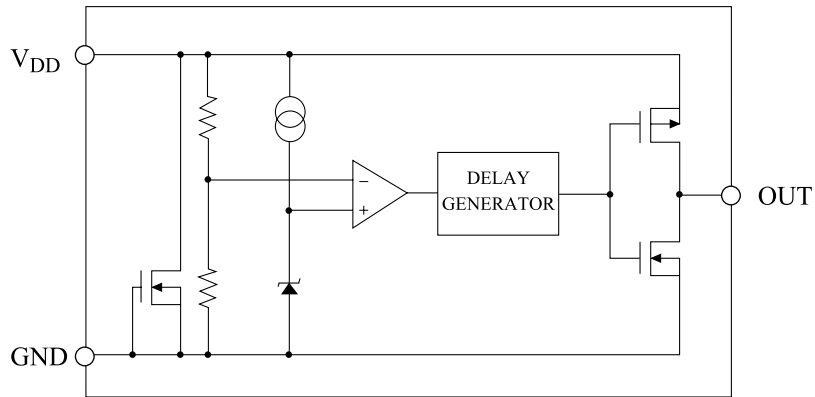 V_DD
−
+
DELAY
GENERATOR
OUT
GND